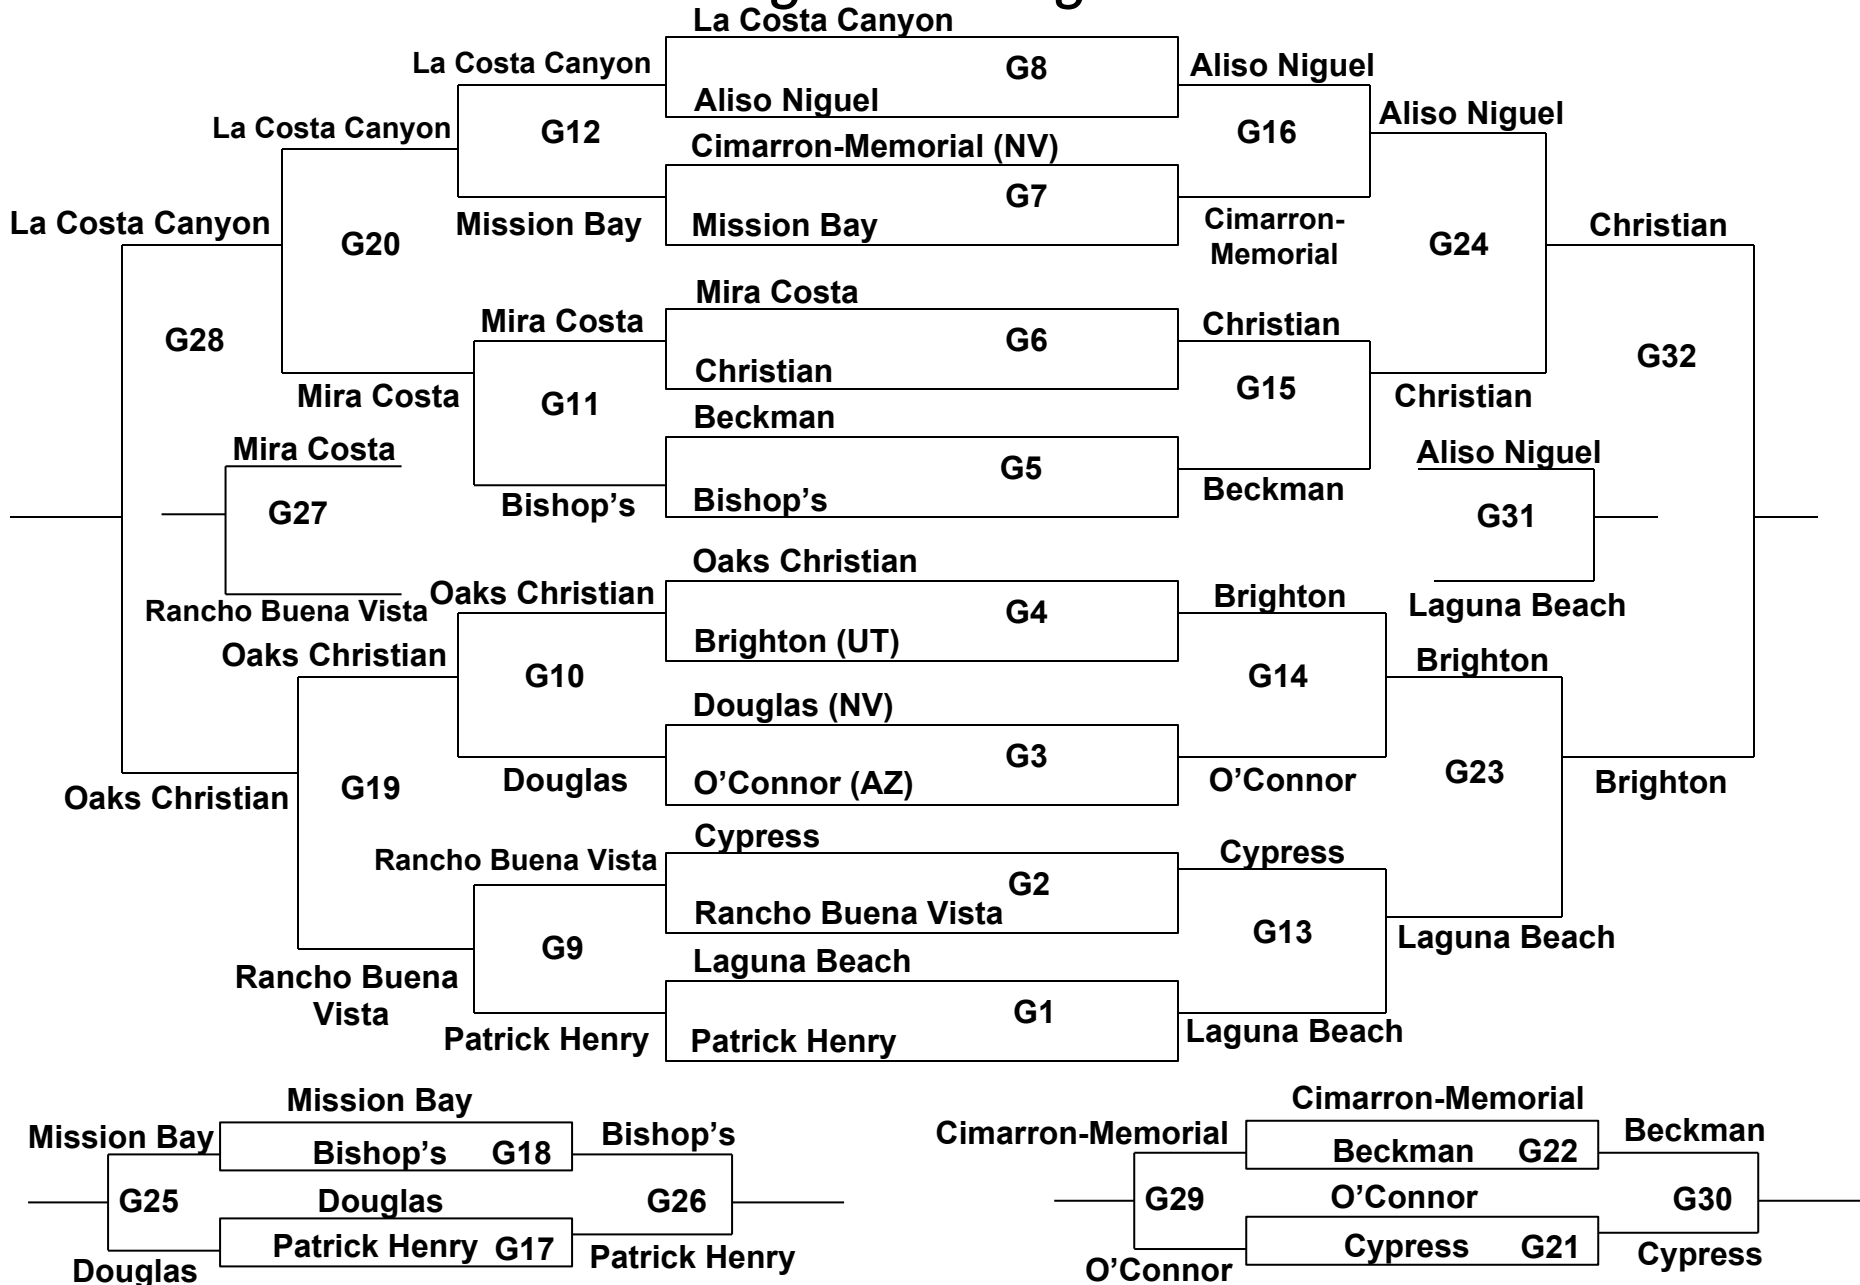 La Costa Canyon
La Costa Canyon
G8
Aliso Niguel
Aliso Niguel
La Costa Canyon
G12
Cimarron-Memorial (NV)
G16
Aliso Niguel
La Costa Canyon
G20
Mission Bay
G7
Mission Bay
Cimarron-
Memorial
G24
Christian
G28
Mira Costa
Mira Costa
G6
Christian
G32
Mira Costa
G11
Christian
G15
Christian
Beckman
Mira Costa
G5
Aliso Niguel
G27
Bishop’s
Bishop’s
Beckman
G31
Oaks Christian
Rancho Buena Vista
Oaks Christian
G4
Brighton
Laguna Beach
Oaks Christian
G10
Brighton (UT)
G14
Brighton
Douglas (NV)
G3
Oaks Christian
G19
Douglas
O’Connor (AZ)
O’Connor
G23
Brighton
Cypress
Rancho Buena Vista
G2
Cypress
Rancho Buena Vista
G9
G13
Laguna Beach
Rancho Buena
Vista
Laguna Beach
G1
Patrick Henry
Patrick Henry
Laguna Beach
Mission Bay
Mission Bay
Bishop’s G18
Bishop’s
G25
Douglas
G26
Douglas
Patrick Henry G17
Patrick Henry
Cimarron-Memorial
Cimarron-Memorial
Beckman G22
Beckman
G29
O’Connor
G30
O’Connor
Cypress G21
Cypress